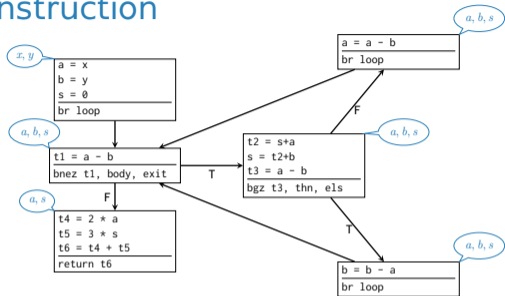 nstruction
x, y
a = x
b = y
s = 0
br loop
a, b, s
t1 = a - b
bnez t1, body, exit
T
F
a, s
t4 = 2 * a
t5 = 3 * s
t6 = t4 + t5
return t6
a, b, s
a = a - b
br loop
F
a, b, s
t2 = s+a
s = t2+b
t3 = a - b
bgz t3, thn, els
T
a, b, s
b = b - a
br loop